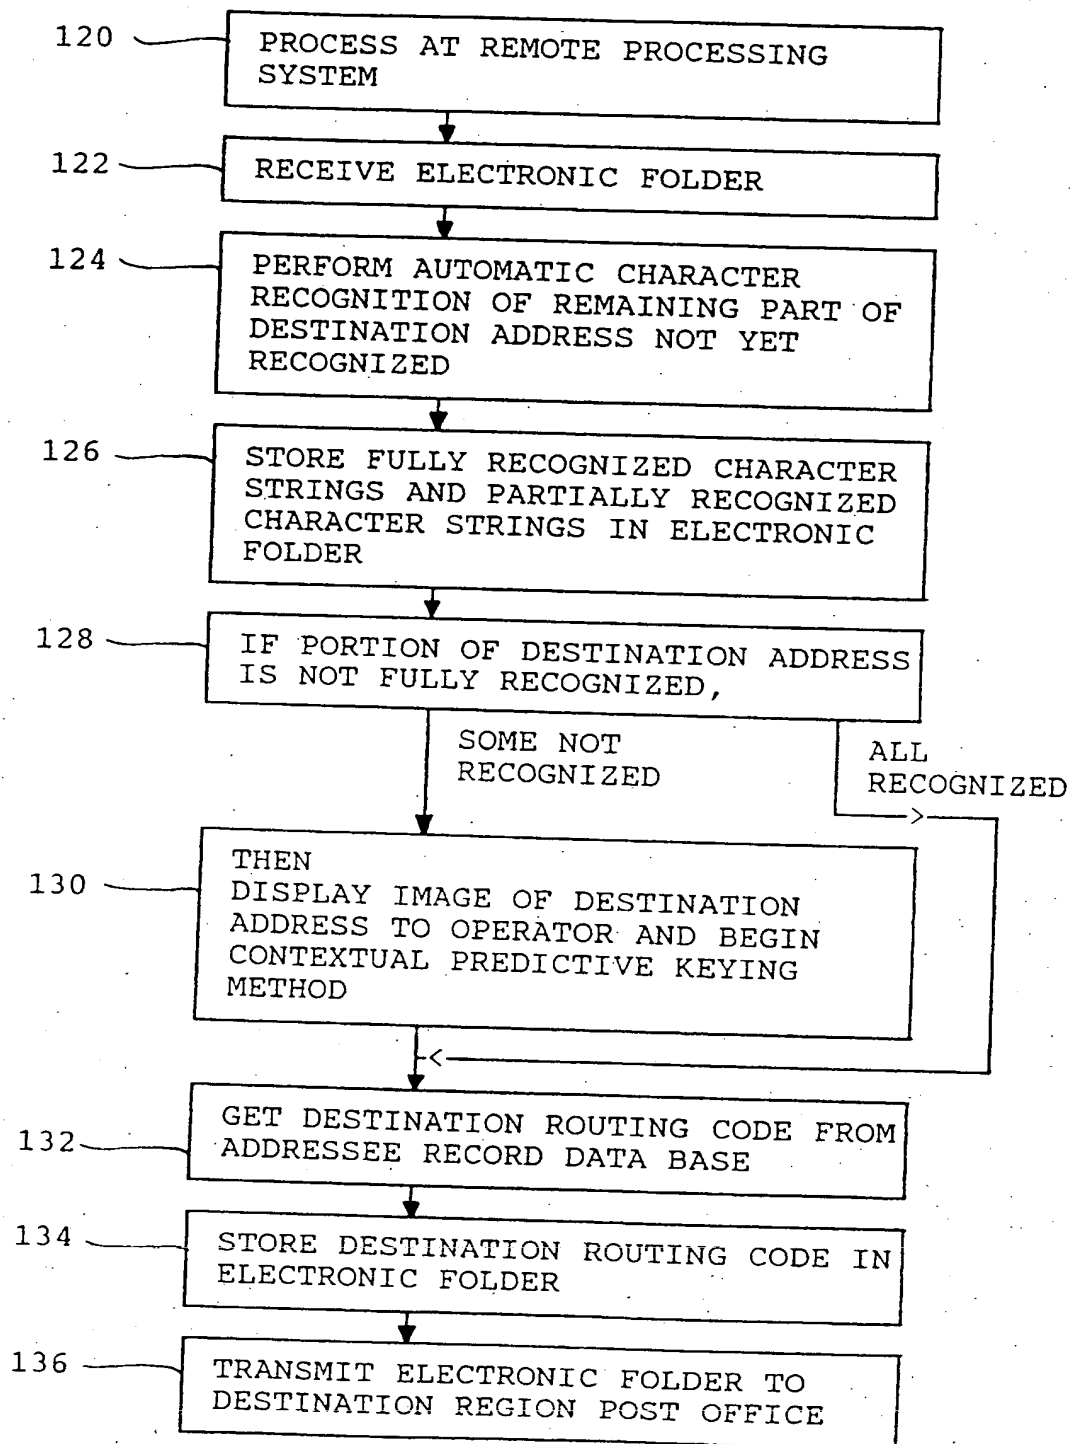 120
PROCESS AT REMOTE PROCESSING
SYSTEM
122
RECEIVE ELECTRONIC FOLDER
124
PERFORM AUTOMATIC CHARACTER
RECOGNITION OF REMAINING PART OF
DESTINATION ADDRESS NOT YET
RECOGNIZED
126
STORE FULLY RECOGNIZED CHARACTER
STRINGS AND PARTIALLY RECOGNIZED
CHARACTER STRINGS IN ELECTRONIC
FOLDER
128
IF PORTION OF DESTINATION ADDRESS
IS NOT FULLY RECOGNIZED,
SOME NOT
RECOGNIZED
ALL
RECOGNIZED
130
THEN
DISPLAY IMAGE OF DESTINATION
ADDRESS TO OPERATOR AND BEGIN
CONTEXTUAL PREDICTIVE KEYING
METHOD
132
GET DESTINATION ROUTING CODE FROM
ADDRESSEE RECORD DATA BASE
134
STORE DESTINATION ROUTING CODE IN
ELECTRONIC FOLDER
136
TRANSMIT ELECTRONIC FOLDER TO
DESTINATION REGION POST OFFICE